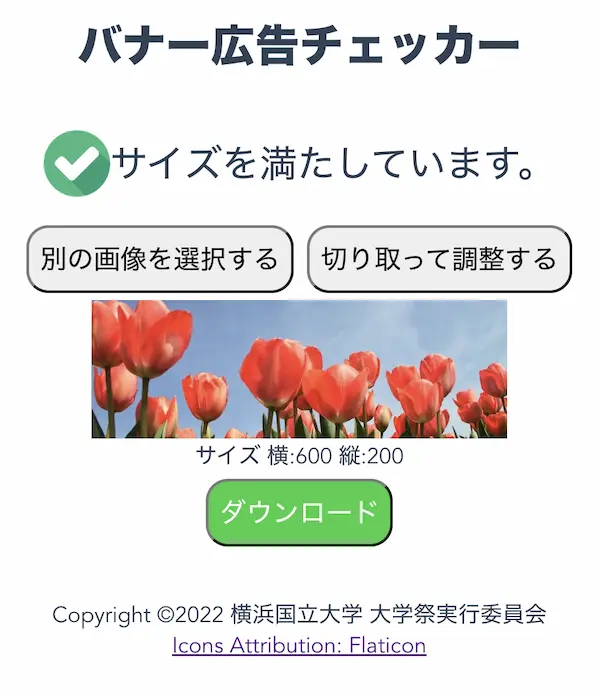 バナー広告チェッカー
サイズを満たしています。
別の画像を選択する
切り取って調整する
サイズ 横:600 縦:200
ダウンロード
Copyright ©2022 横浜国立大学 大学祭実行委員会
Icons Attribution: Flaticon